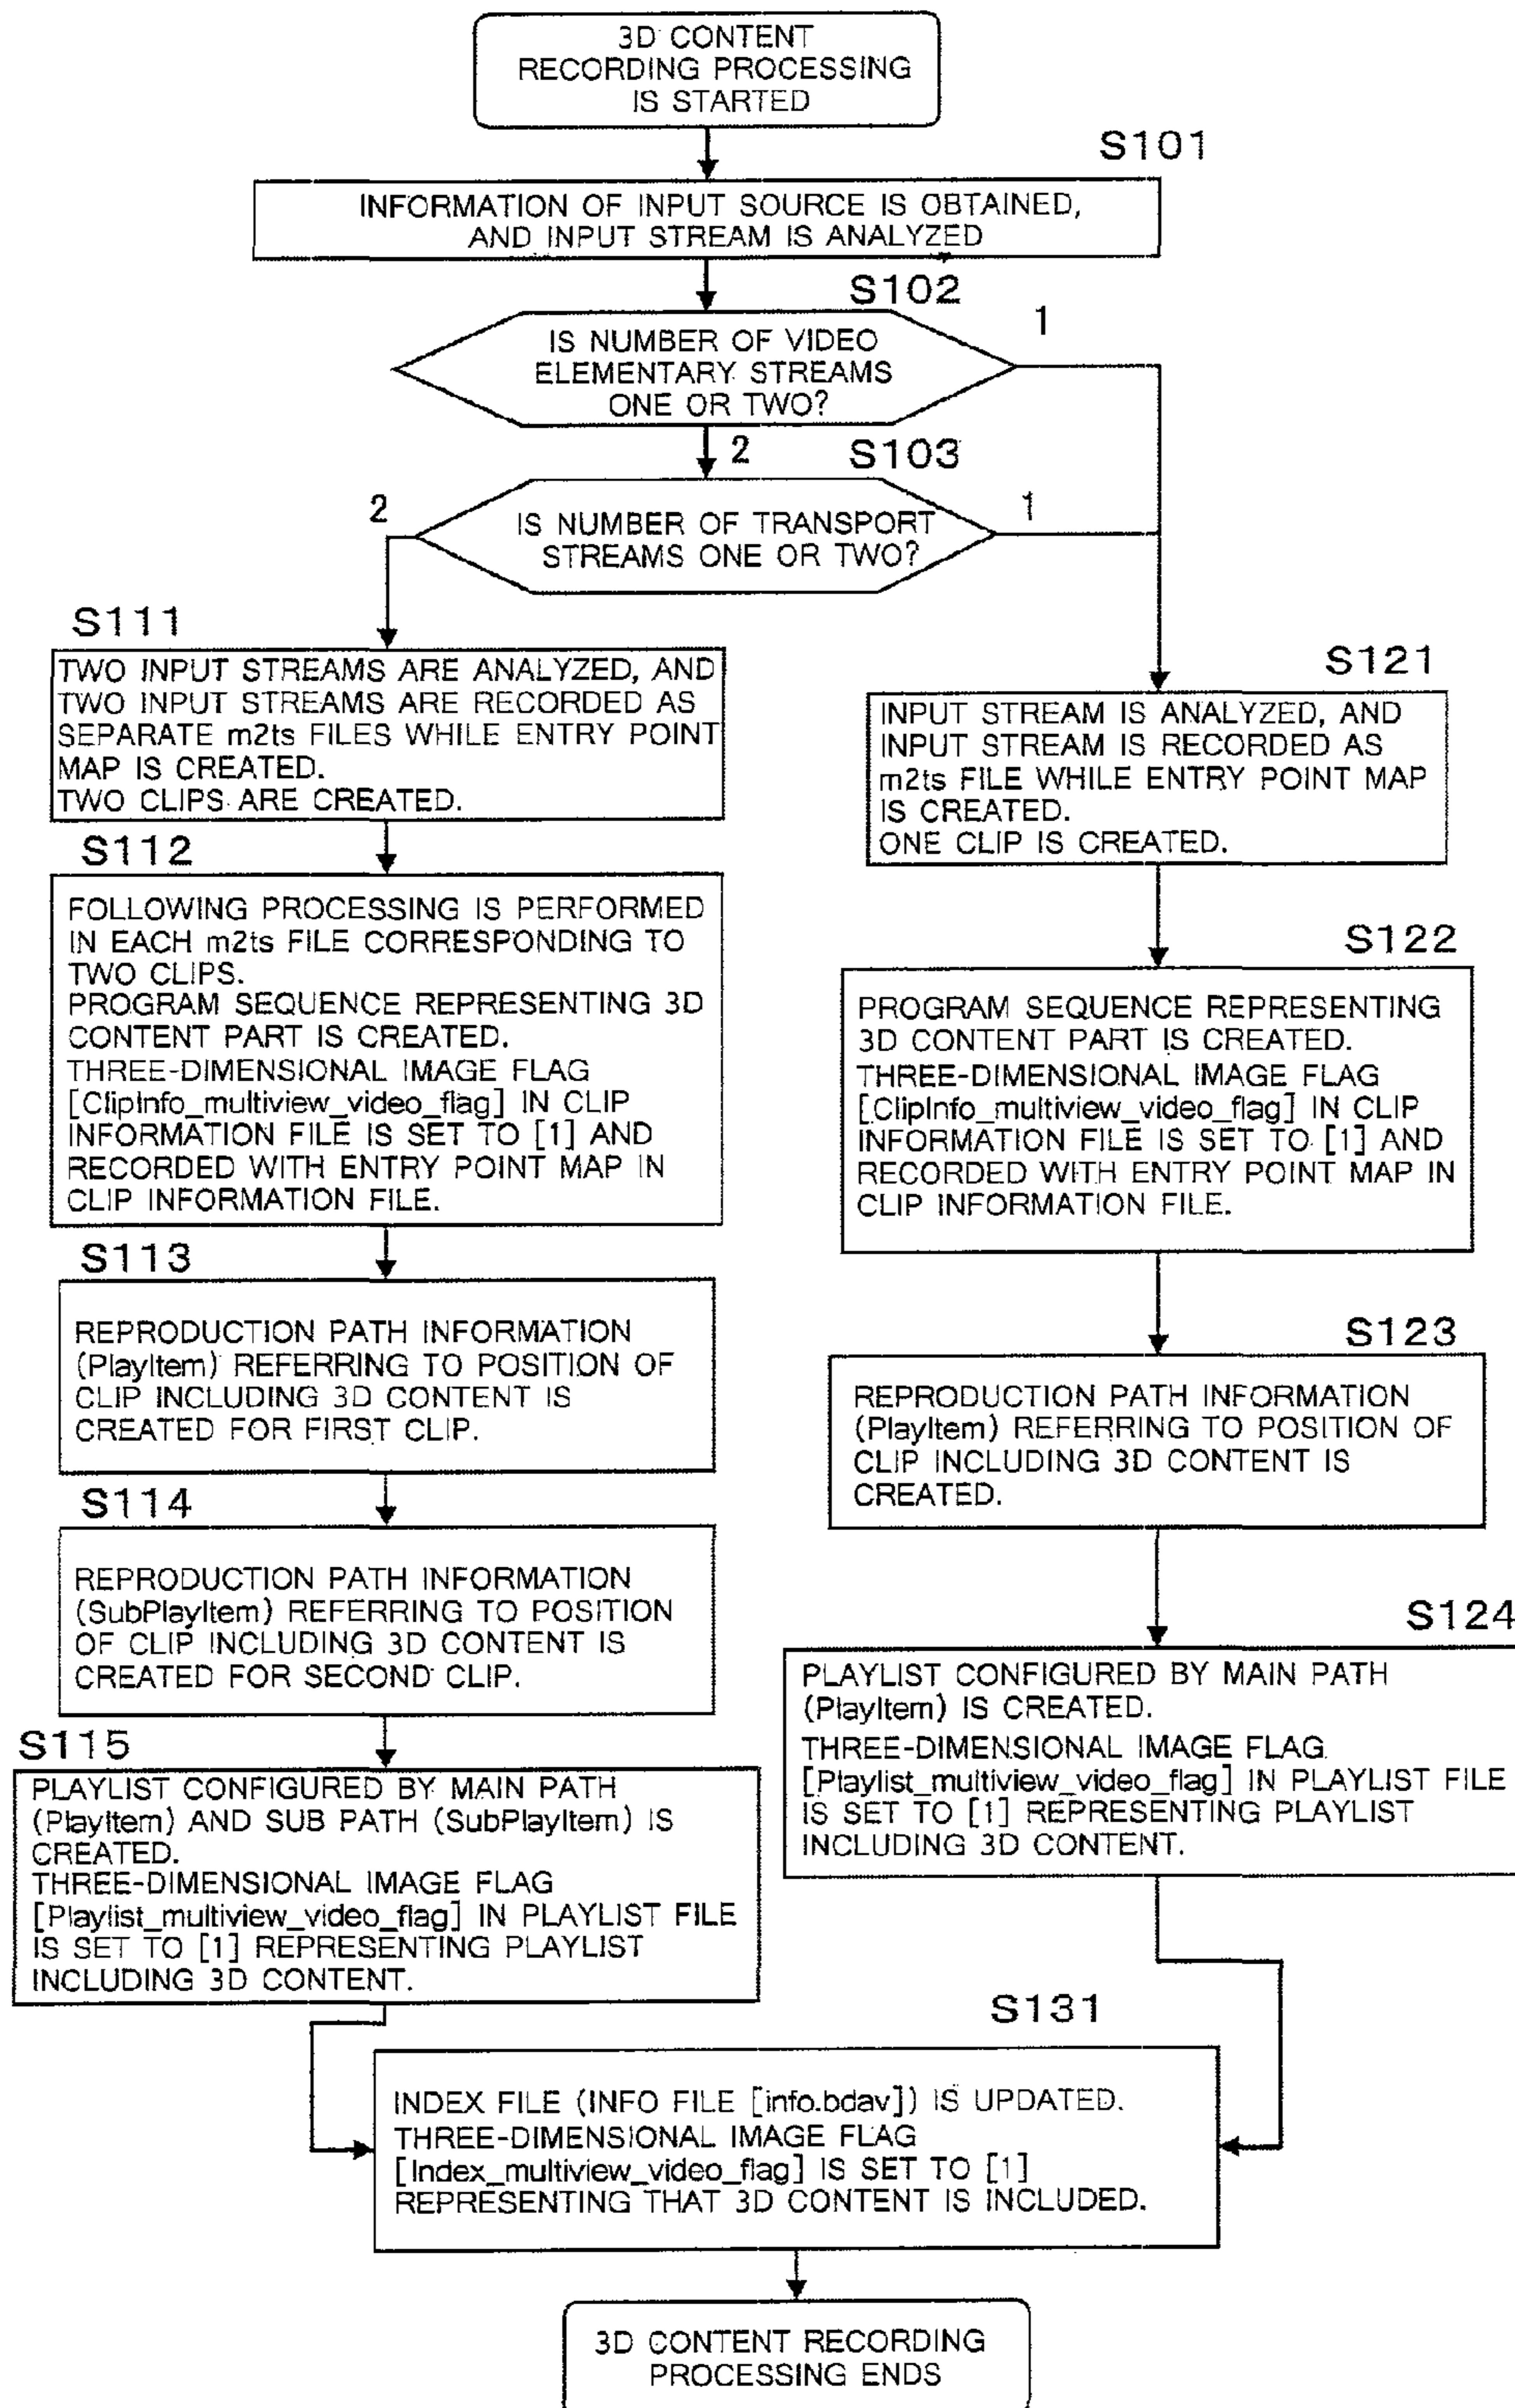 3D CONTENT
RECORDING PROCESSING
IS STARTED
S101
INFORMATION OF INPUT SOURCE IS OBTAINED,
AND INPUT STREAM IS ANALYZED
S102
IS NUMBER OF VIDEO
ELEMENTARY STREAMS
ONE OR TWO?
1
2
S103
IS NUMBER OF TRANSPORT
STREAMS ONE OR TWO?
2
1
S111
TWO INPUT STREAMS ARE ANALYZED, AND
TWO INPUT STREAMS ARE RECORDED AS
SEPARATE m2ts FILES WHILE ENTRY POINT
MAP IS CREATED.
TWO CLIPS ARE CREATED.
S112
FOLLOWING PROCESSING IS PERFORMED
IN EACH m2ts FILE CORRESPONDING TO
TWO CLIPS.
PROGRAM SEQUENCE REPRESENTING 3D
CONTENT PART IS CREATED.
THREE-DIMENSIONAL IMAGE FLAG
[ClipInfo_multiview_video_flag] IN CLIP
INFORMATION FILE IS SET TO [1] AND
RECORDED WITH ENTRY POINT MAP IN
CLIP INFORMATION FILE.
S113
REPRODUCTION PATH INFORMATION
(PlayItem) REFERRING TO POSITION OF
CLIP INCLUDING 3D CONTENT IS
CREATED FOR FIRST CLIP.
S114
REPRODUCTION PATH INFORMATION
(SubPlayItem) REFERRING TO POSITION
OF CLIP INCLUDING 3D CONTENT IS
CREATED FOR SECOND CLIP.
S115
PLAYLIST CONFIGURED BY MAIN PATH
(PlayItem) AND SUB PATH (SubPlayItem) IS
CREATED.
THREE-DIMENSIONAL IMAGE FLAG
[Playlist_multiview_video_flag] IN PLAYLIST FILE
IS SET TO [1] REPRESENTING PLAYLIST
INCLUDING 3D CONTENT.
S121
INPUT STREAM IS ANALYZED, AND
INPUT STREAM IS RECORDED AS
m2ts FILE WHILE ENTRY POINT MAP
IS CREATED.
ONE CLIP IS CREATED.
S122
PROGRAM SEQUENCE REPRESENTING
3D CONTENT PART IS CREATED.
THREE-DIMENSIONAL IMAGE FLAG
[ClipInfo_multiview_video_flag] IN CLIP
INFORMATION FILE IS SET TO [1] AND
RECORDED WITH ENTRY POINT MAP IN
CLIP INFORMATION FILE.
S123
REPRODUCTION PATH INFORMATION
(PlayItem) REFERRING TO POSITION OF
CLIP INCLUDING 3D CONTENT IS
CREATED.
S124
PLAYLIST CONFIGURED BY MAIN PATH
(PlayItem) IS CREATED.
THREE-DIMENSIONAL IMAGE FLAG
[Playlist_multiview_video_flag] IN PLAYLIST FILE
IS SET TO [1] REPRESENTING PLAYLIST
INCLUDING 3D CONTENT.
S131
INDEX FILE (INFO FILE [info.bdav]) IS UPDATED.
THREE-DIMENSIONAL IMAGE FLAG
[Index_multiview_video_flag] IS SET TO [1]
REPRESENTING THAT 3D CONTENT IS INCLUDED.
3D CONTENT RECORDING
PROCESSING ENDS